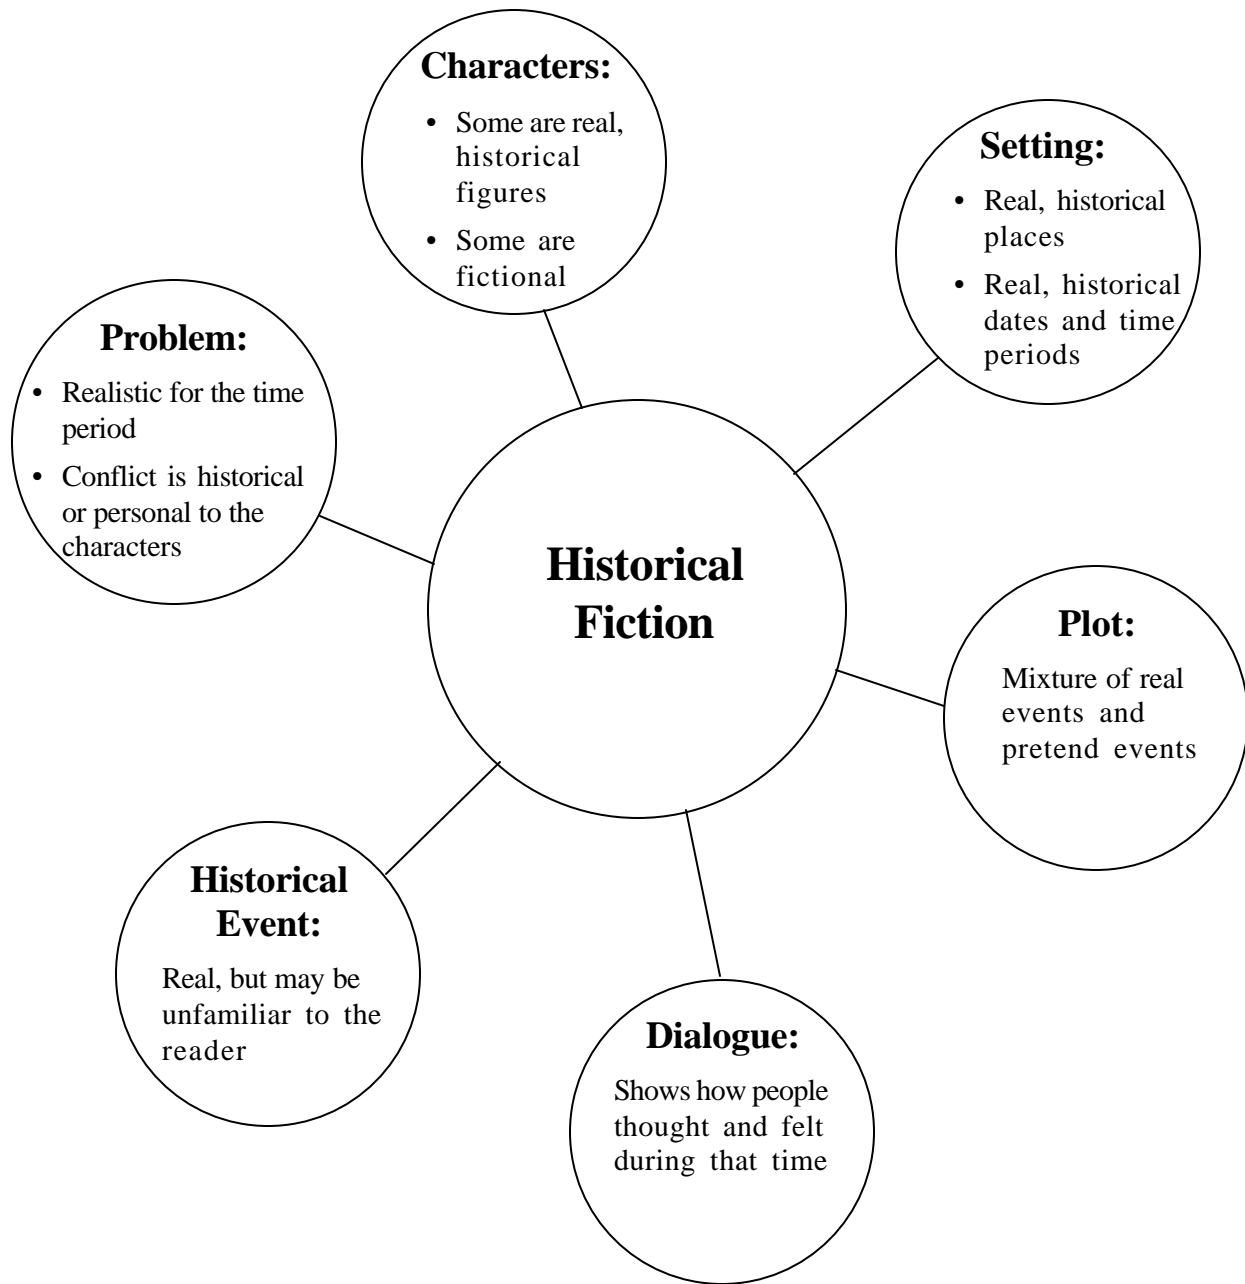 Characters:
• Some are real,
historical
figures
• Some are
fictional
Setting:
• Real, historical
places
• Real, historical
dates and time
periods
Problem:
• Realistic for the time
period
• Conflict is historical
or personal to the
characters
Historical
Fiction
Plot:
Mixture of real
events and
pretend events
Historical
Event:
Real, but may be
unfamiliar to the
reader
Dialogue:
Shows how people
thought and felt
during that time